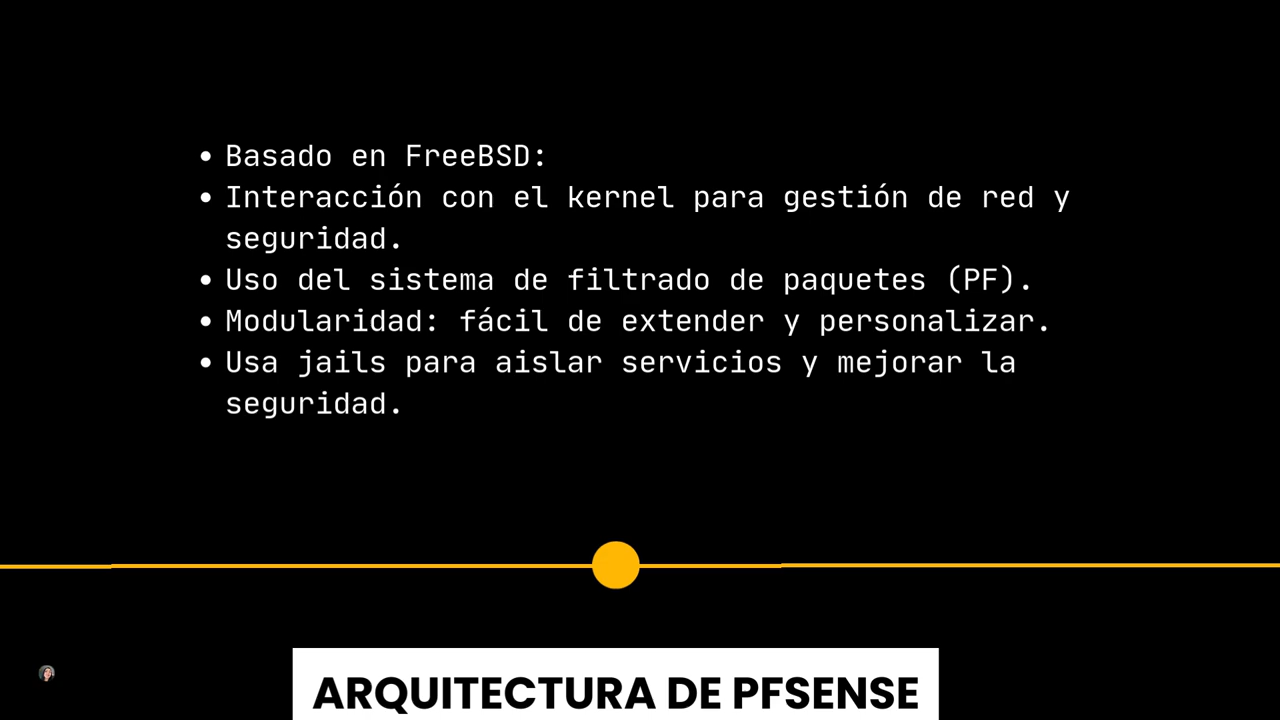 • Basado en FreeBSD:
• Interacción con el kernel para gestión de red y
seguridad.
• Uso del sistema de filtrado de paquetes (PF).
• Modularidad: fácil de extender y personalizar.
• Usa jails para aislar servicios y mejorar la
seguridad.
ARQUITECTURA DE PFSENSE